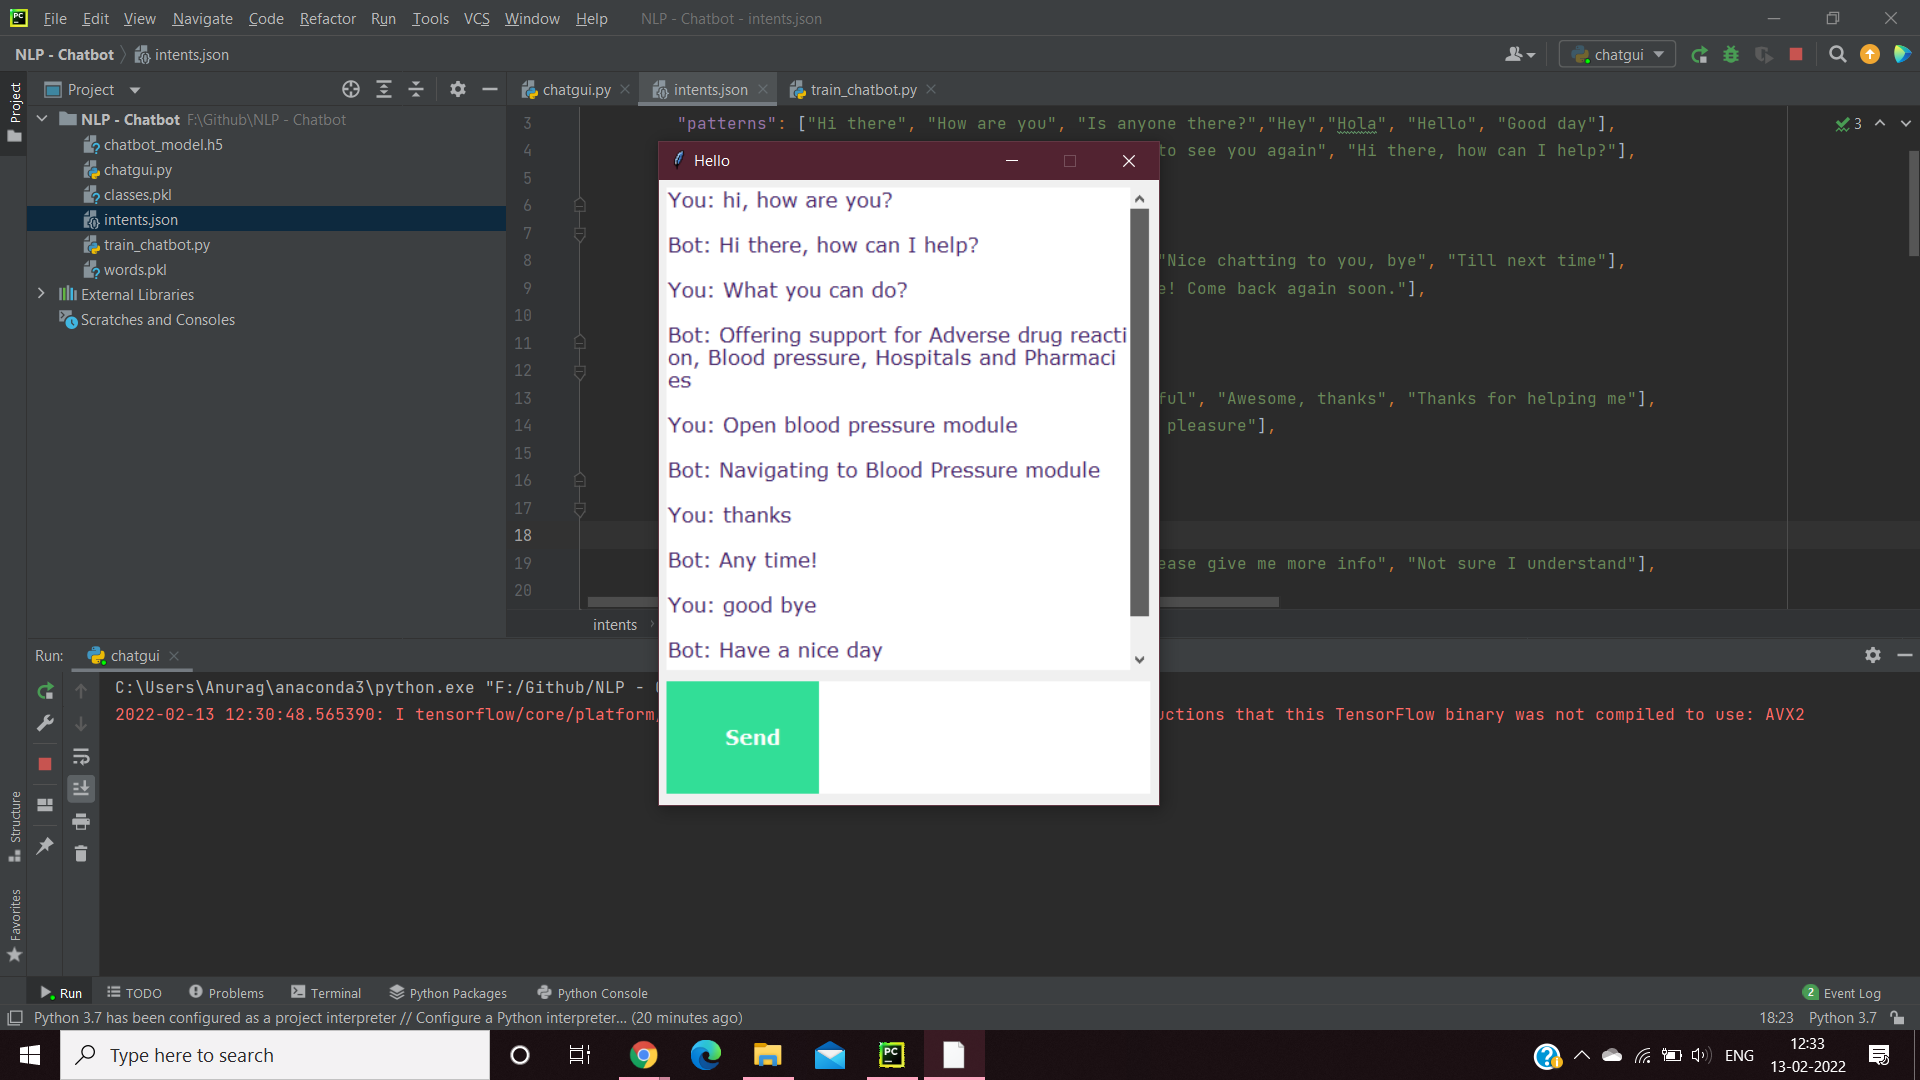 File Edit View Navigate Code Refactor Run Tools VCS Window Help NLP - Chatbot - intents.json
NLP - Chatbot intents.json
chatgui
Project
Project
chatgui.py
intents.json
train_chatbot.py
NLP - Chatbot F:\Github\NLP - Chatbot
chatbot_model.h5
chatgui.py
classes.pkl
intents.json
train_chatbot.py
words.pkl
External Libraries
Scratches and Consoles
3 "patterns": ["Hi there", "How are you", "Is anyone there?","Hey","Hola", "Hello", "Good day"],
3
4 to see you again", "Hi there, how can I help?"],
5
6
7
8 "Nice chatting to you, bye", "Till next time"],
9 e! Come back again soon."],
10
11
12
13 ful", "Awesome, thanks", "Thanks for helping me"],
14 pleasure"],
15
16
17
18
19 ease give me more info", "Not sure I understand"],
20
intents
Hello
You: hi, how are you?
Bot: Hi there, how can I help?
You: What you can do?
Bot: Offering support for Adverse drug reacti
on, Blood pressure, Hospitals and Pharmaci
es
You: Open blood pressure module
Bot: Navigating to Blood Pressure module
You: thanks
Bot: Any time!
You: good bye
Bot: Have a nice day
Send
Run: chatgui
C:\Users\Anurag\anaconda3\python.exe "F:/Github/NLP -
2022-02-13 12:30:48.565390: I tensorflow/core/platform/ uctions that this TensorFlow binary was not compiled to use: AVX2
Structure
Favorites
Run TODO Problems Terminal Python Packages Python Console 2 Event Log
Python 3.7 has been configured as a project interpreter // Configure a Python interpreter... (20 minutes ago) 18:23 Python 3.7
Type here to search
PC
ENG
12:33
13-02-2022